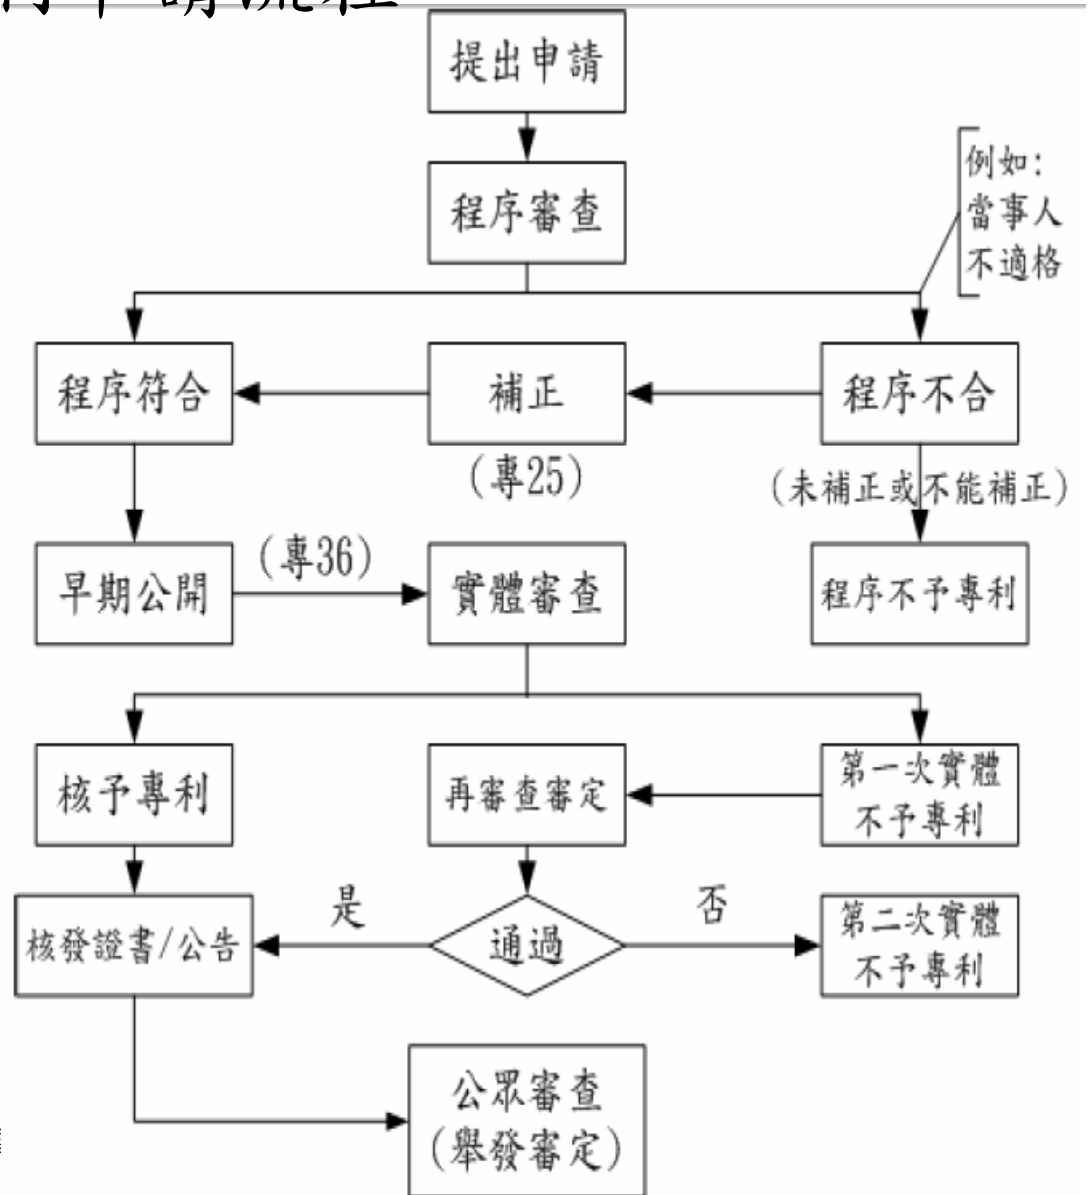 申請流程
提出申請
程序審查
例如:
當事人
不適格
程序符合
補正
程序不合
(專25)
(未補正或不能補正)
早期公開
(專36)
實體審查
程序不予專利
核予專利
再審查審定
第一次實體
不予專利
核發證書/公告
是
通過
否
第二次實體
不予專利
公眾審查
(舉發審定)